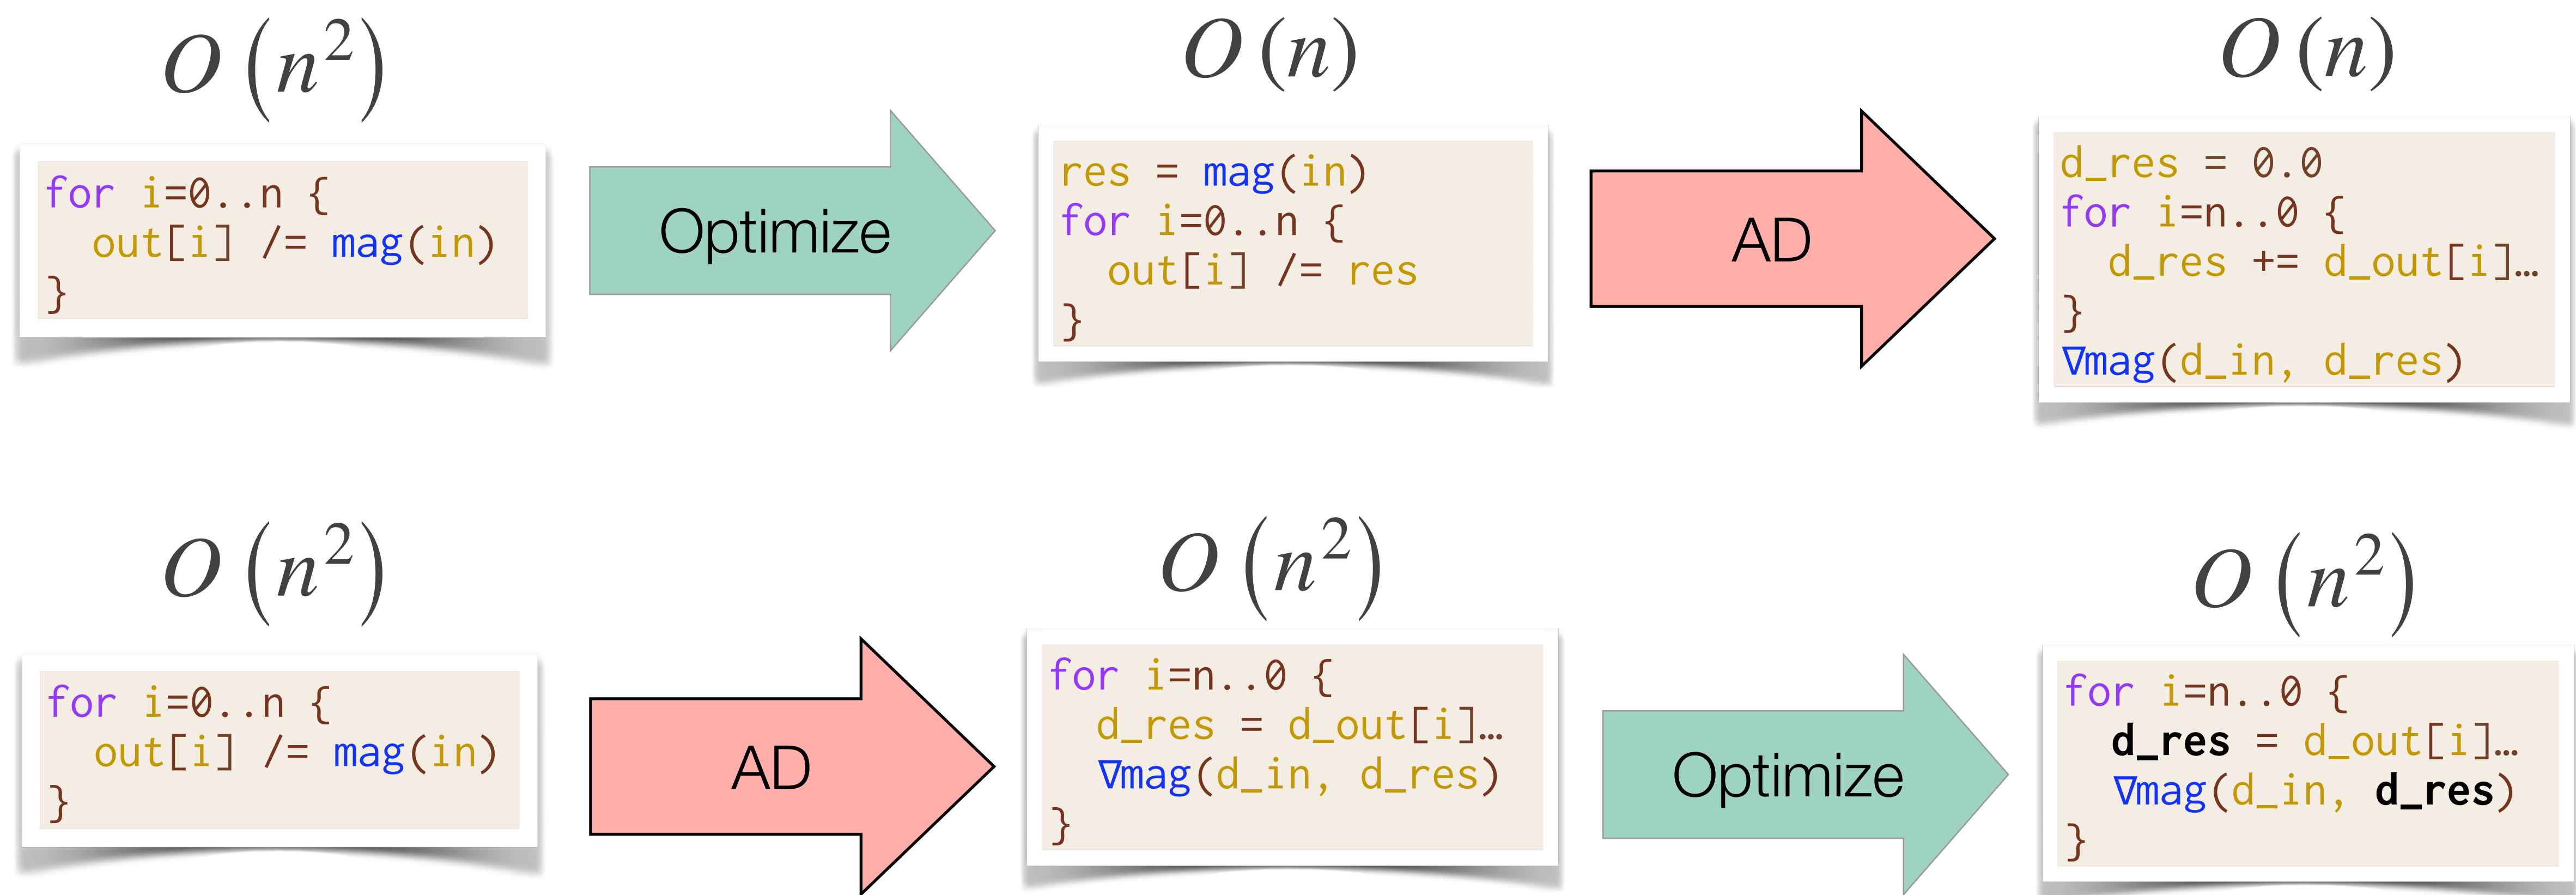 O(n²)
for i=0..n {
  out[i] /= mag(in)
}
Optimize
O(n)
res = mag(in)
for i=0..n {
  out[i] /= res
}
AD
O(n)
d_res = 0.0
for i=n..0 {
  d_res += d_out[i]…
}
∇mag(d_in, d_res)
O(n²)
for i=0..n {
  out[i] /= mag(in)
}
AD
O(n²)
for i=n..0 {
  d_res = d_out[i]…
  ∇mag(d_in, d_res)
}
Optimize
O(n²)
for i=n..0 {
  d_res = d_out[i]…
  ∇mag(d_in, d_res)
}